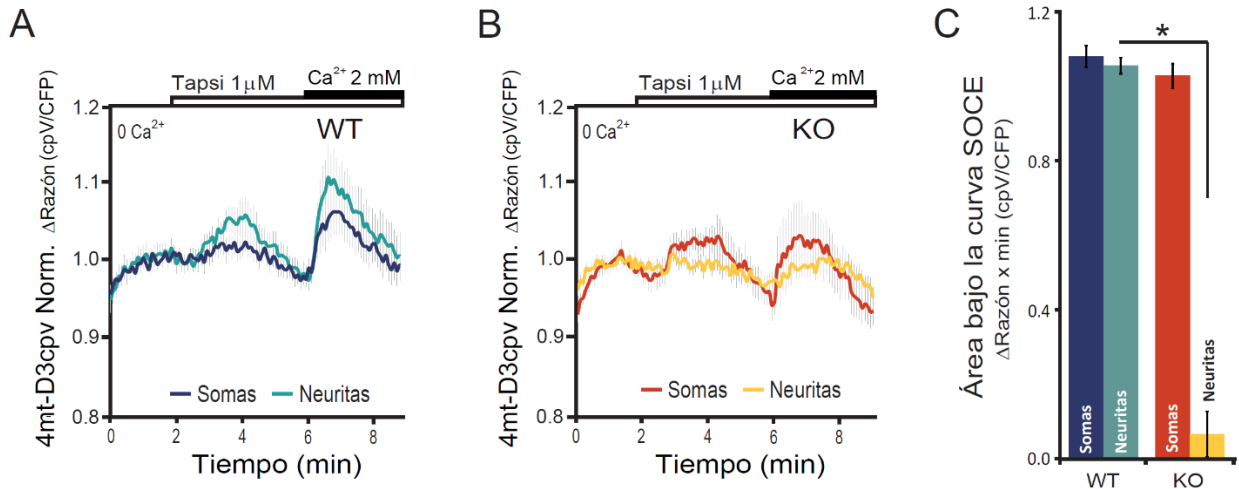 A
Tapsi 1µM
Ca²⁺ 2 mM
0 Ca²⁺
WT
4mt-D3cpv Norm. ΔRazón (cpV/CFP)
1.2
1.1
1.0
0.9
0.8
Somas
Neuritas
0
2
4
6
8
Tiempo (min)
B
Tapsi 1µM
Ca²⁺2 mM
0 Ca²⁺
KO
4mt-D3cpv Norm. ΔRazón (cpV/CFP)
1.2
1.1
1.0
0.9
0.8
Somas
Neuritas
0
2
4
6
8
Tiempo (min)
C
Área bajo la curva SOCE
ΔRazón x min (cpV/CFP)
1.2
0.8
0.4
0.0
*
Somas
Neuritas
Somas
Neuritas
WT
KO